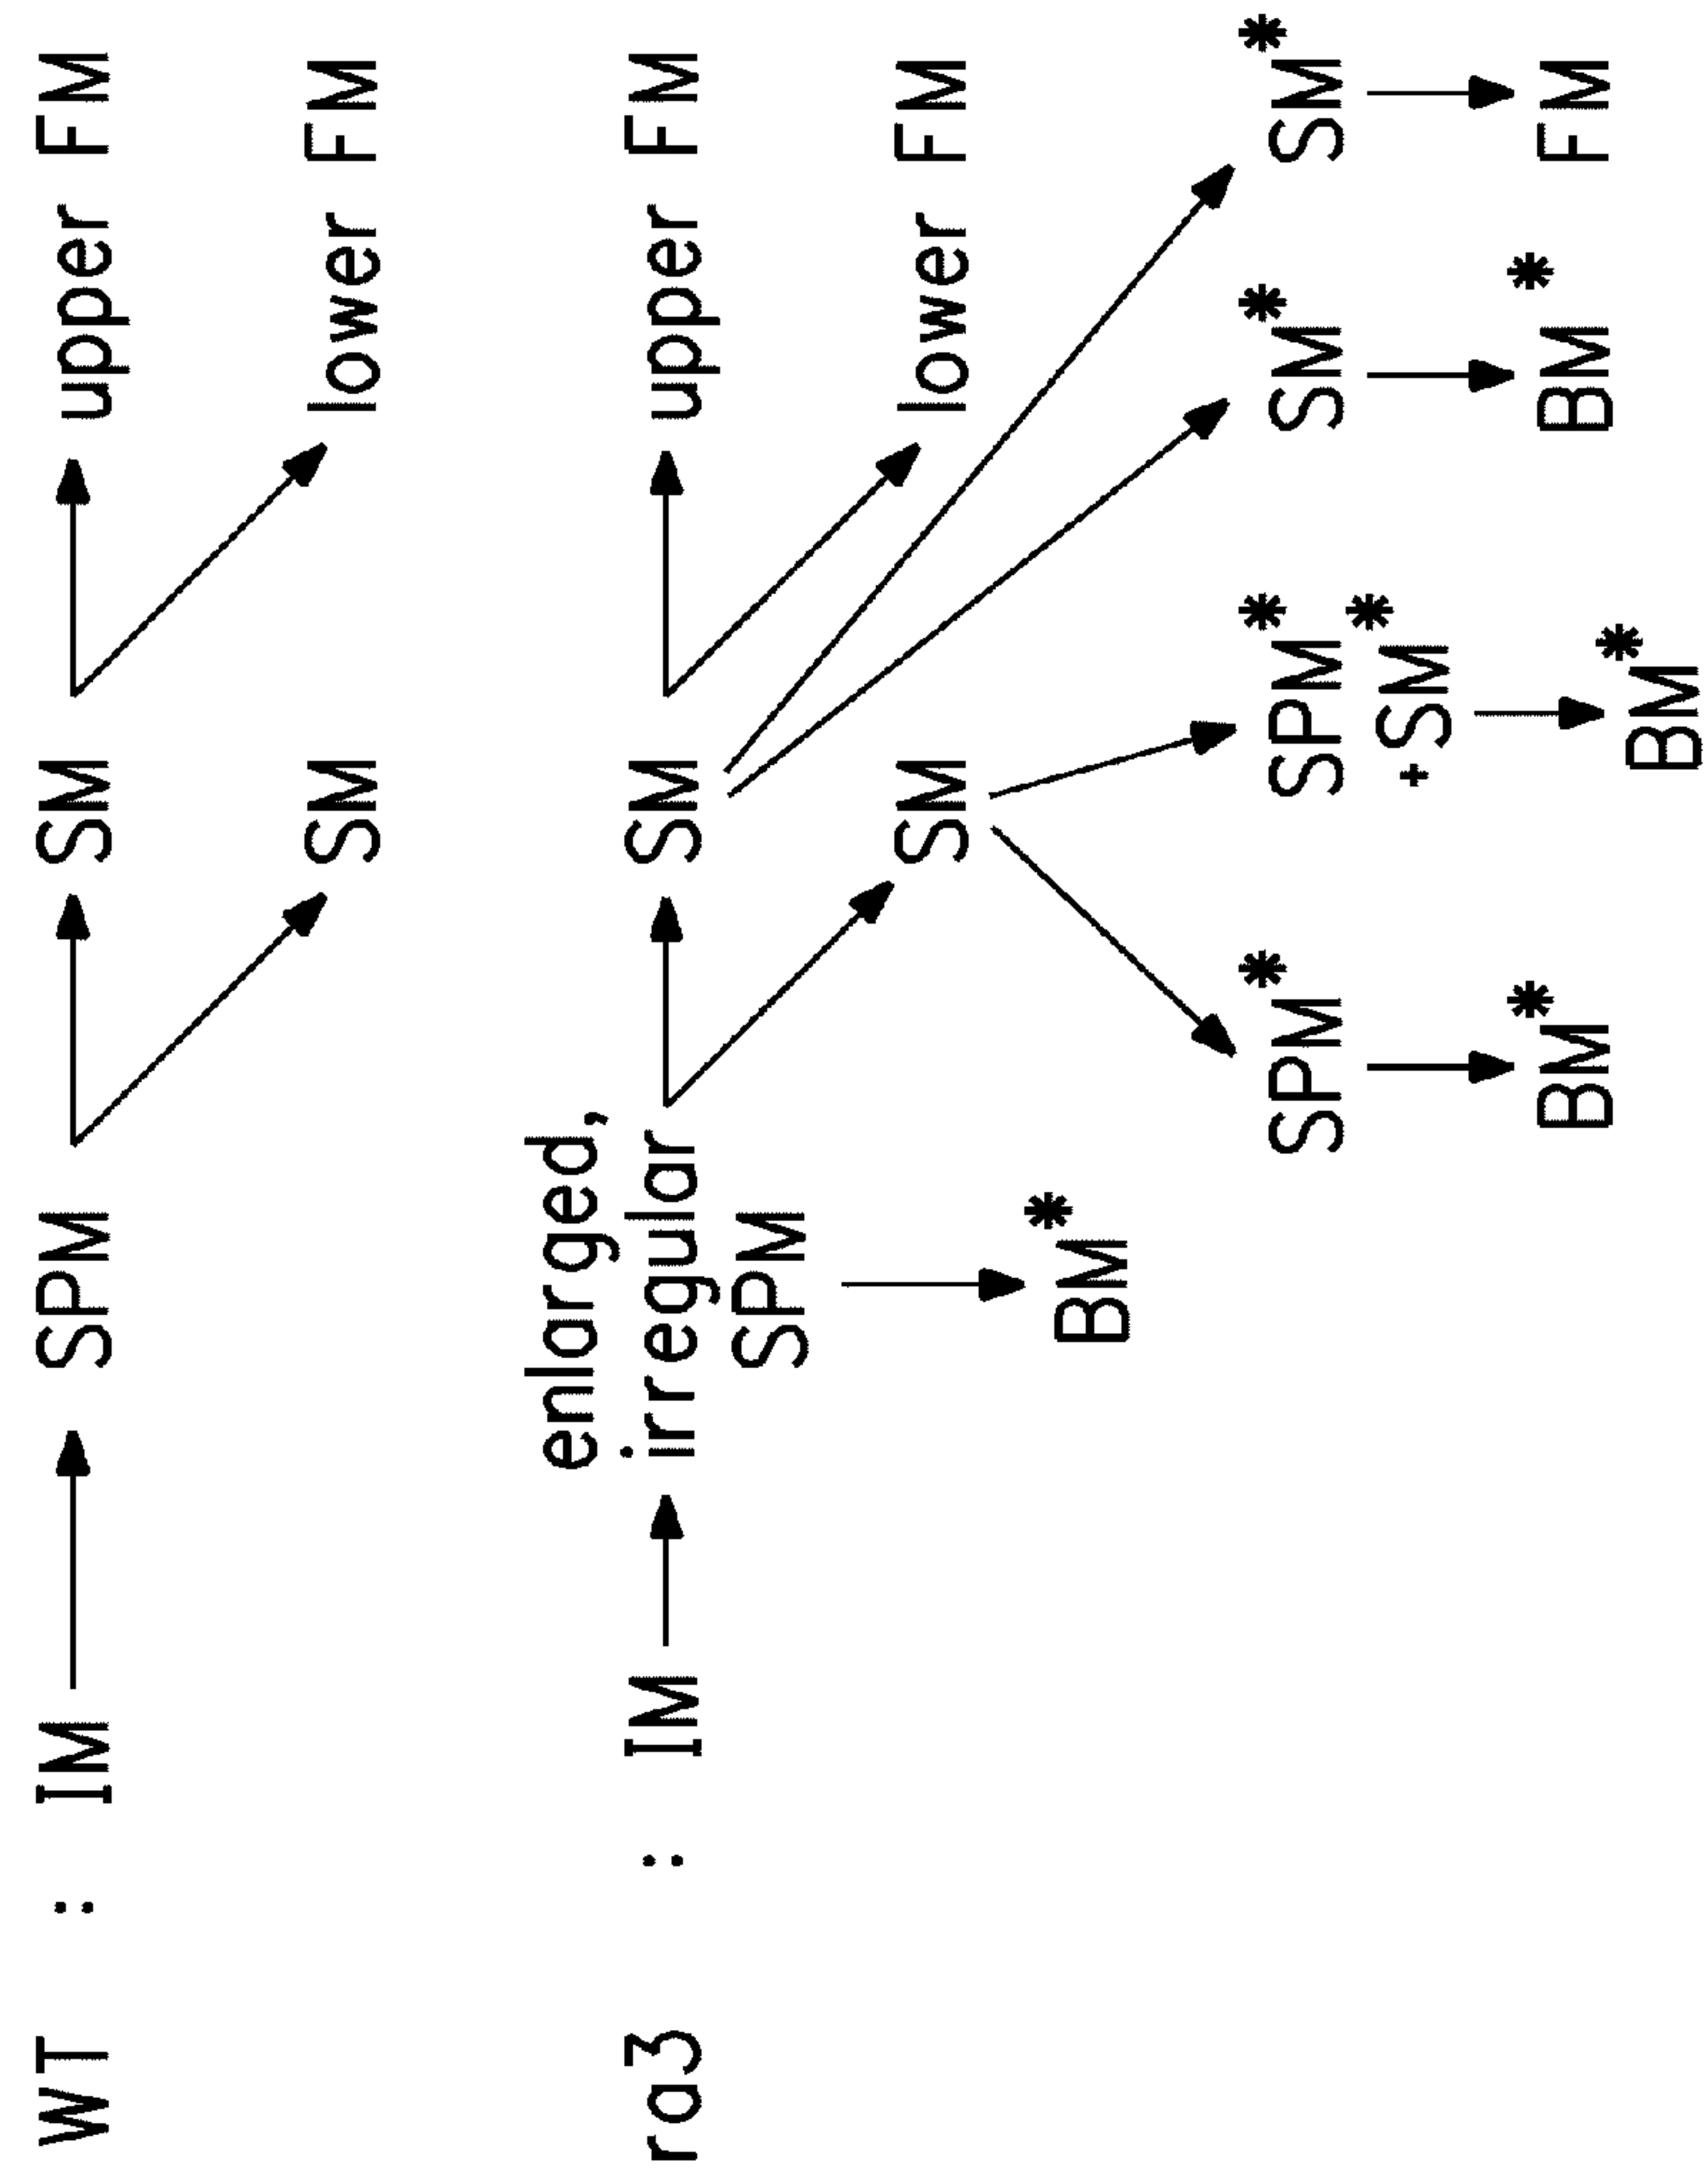 WT : IM SPM SM upper FM
SM lower FM
enlarged,
ra3 : IM irregular SM upper FM
SPM
SM lower FM
BM*
SPM* SPM* SM* SM*
+SM*
BM* BM* FM
BM*